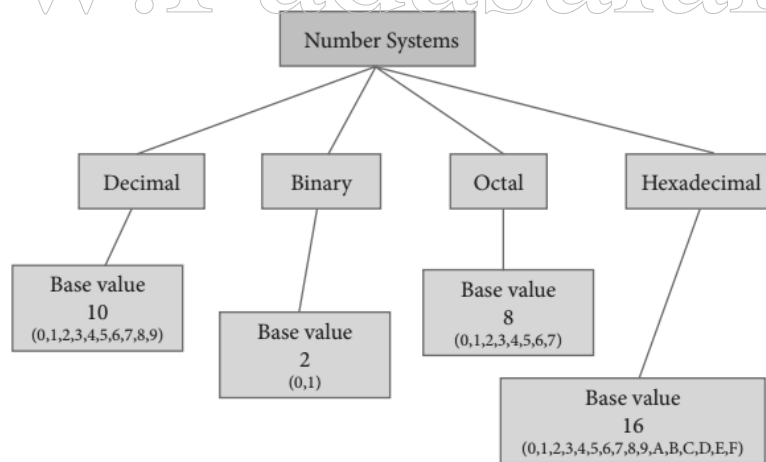 Number Systems
Decimal
Binary
Octal
Hexadecimal
Base value
10
(0,1,2,3,4,5,6,7,8,9)
Base value
2
(0,1)
Base value
8
(0,1,2,3,4,5,6,7)
Base value
16
(0,1,2,3,4,5,6,7,8,9,A,B,C,D,E,F)